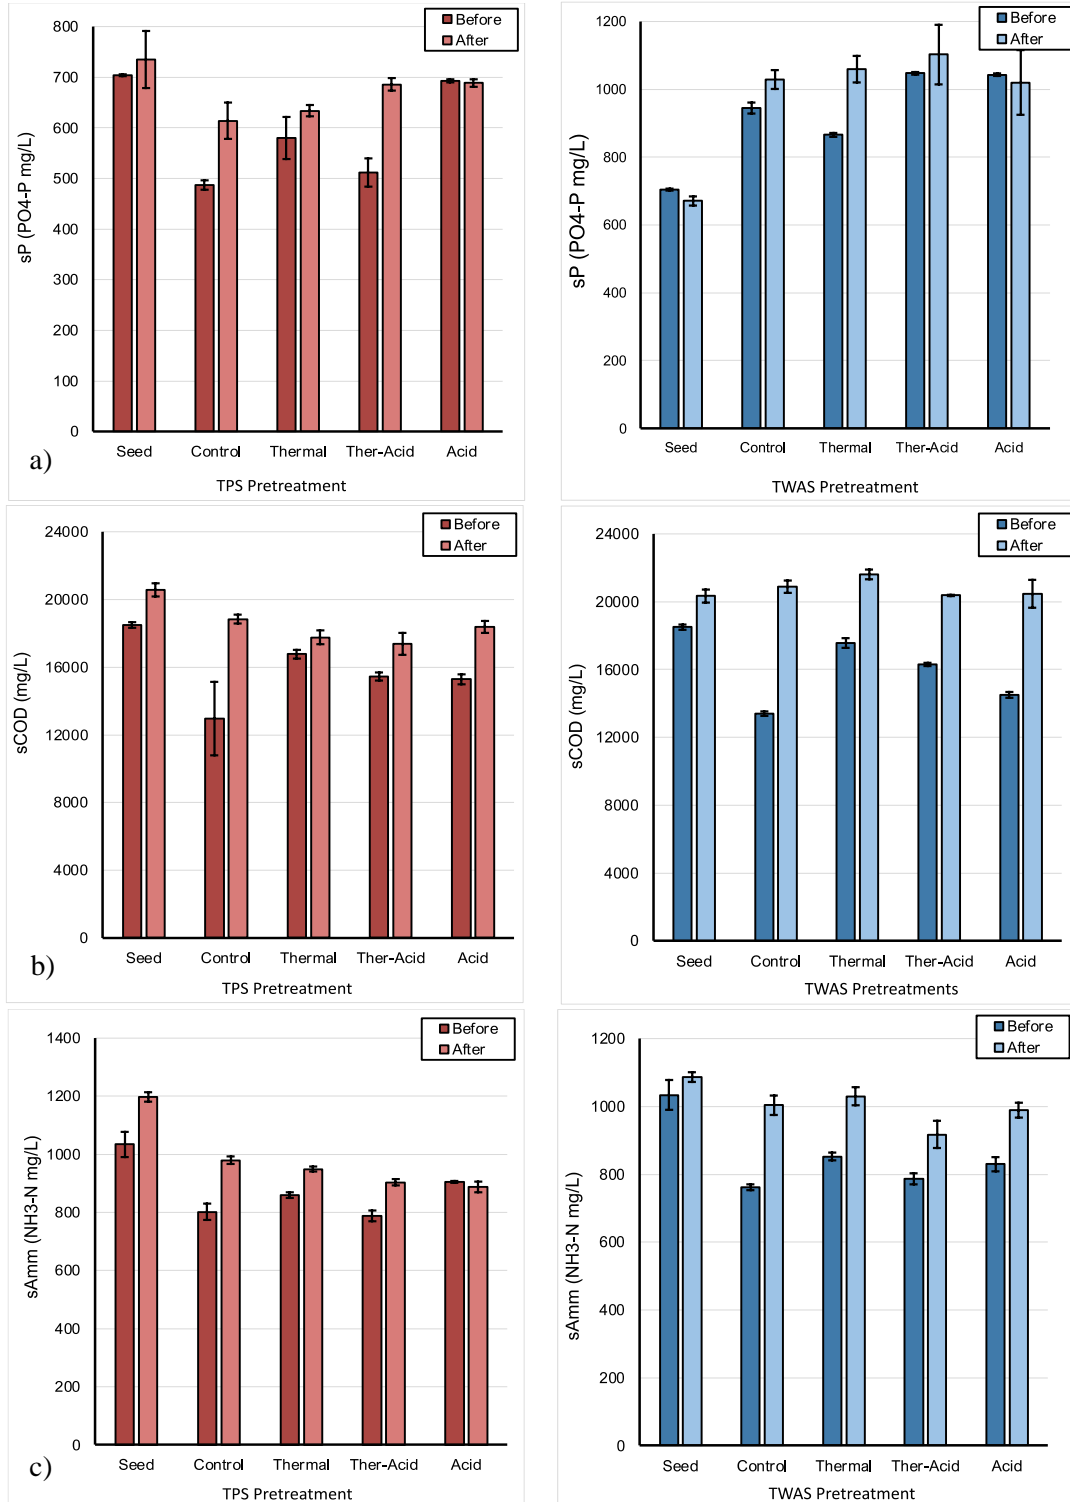 Before
After
800
700
600
500
400
300
200
100
0
sP (PO4-P mg/L)
Seed Control Thermal Ther-Acid Acid
TPS Pretreatment
a)
Before
After
1200
1000
800
600
400
200
0
sP (PO4-P mg/L)
Seed Control Thermal Ther-Acid Acid
TWAS Pretreatment
Before
After
24000
20000
16000
12000
8000
4000
0
sCOD (mg/L)
Seed Control Thermal Ther-Acid Acid
TPS Pretreatment
b)
Before
After
24000
20000
16000
12000
8000
4000
0
sCOD (mg/L)
Seed Control Thermal Ther-Acid Acid
TWAS Pretreatments
Before
After
1400
1200
1000
800
600
400
200
0
sAmm (NH3-N mg/L)
Seed Control Thermal Ther-Acid Acid
TPS Pretreatment
c)
Before
After
1200
1000
800
600
400
200
0
sAmm (NH3-N mg/L)
Seed Control Thermal Ther-Acid Acid
TWAS Pretreatment